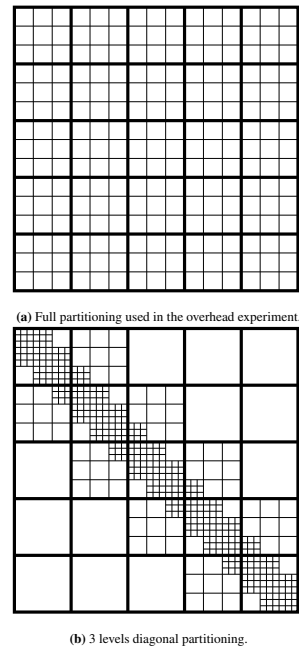 (a) Full partitioning used in the overhead experiment
(b) 3 levels diagonal partitioning.